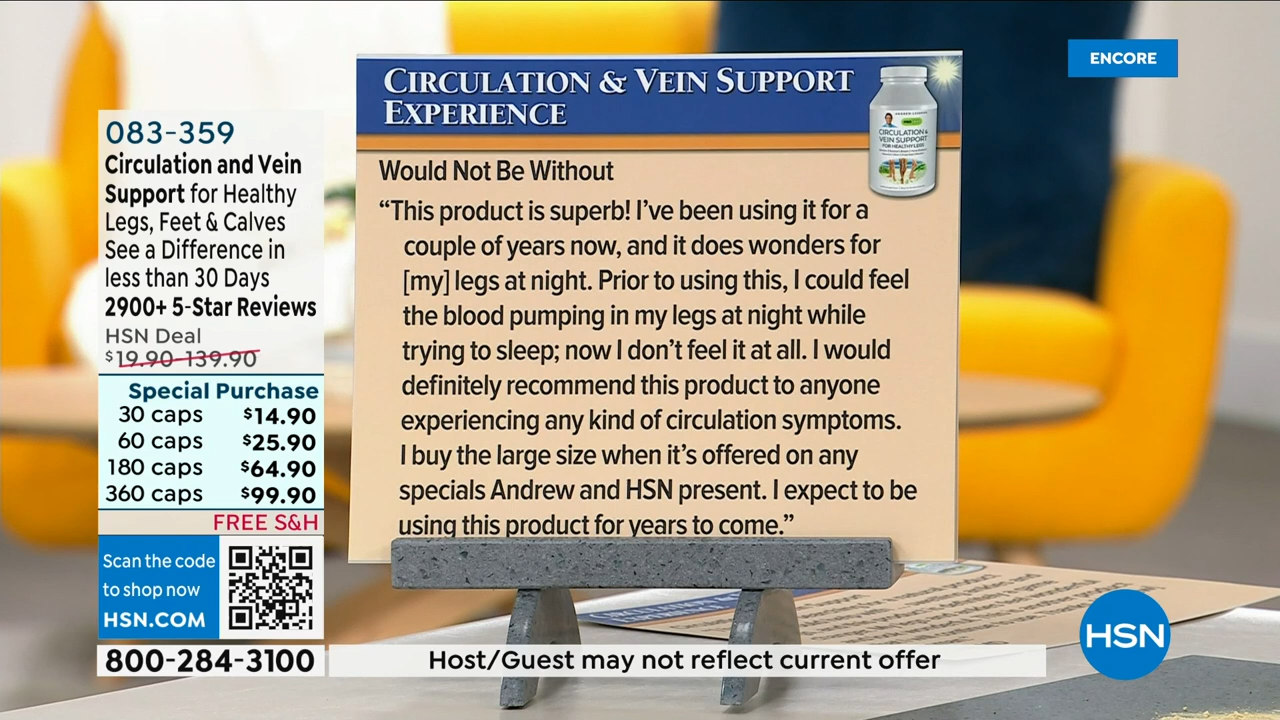 ENCORE
083-359
Circulation and Vein
Support for Healthy
Legs, Feet & Calves
See a Difference in
less than 30 Days
2900+ 5-Star Reviews
HSN Deal
$19.90-139.90
Special Purchase
30 caps $14.90
60 caps $25.90
180 caps $64.90
360 caps $99.90
FREE S&H
Scan the code
to shop now
HSN.COM
800-284-3100
CIRCULATION & VEIN SUPPORT
EXPERIENCE
CIRCULATION &
VEIN SUPPORT
FOR HEALTHY LEGS
Would Not Be Without
“This product is superb! I’ve been using it for a
couple of years now, and it does wonders for
[my] legs at night. Prior to using this, I could feel
the blood pumping in my legs at night while
trying to sleep; now I don’t feel it at all. I would
definitely recommend this product to anyone
experiencing any kind of circulation symptoms.
I buy the large size when it’s offered on any
specials Andrew and HSN present. I expect to be
using this product for years to come.”
HSN
Host/Guest may not reflect current offer